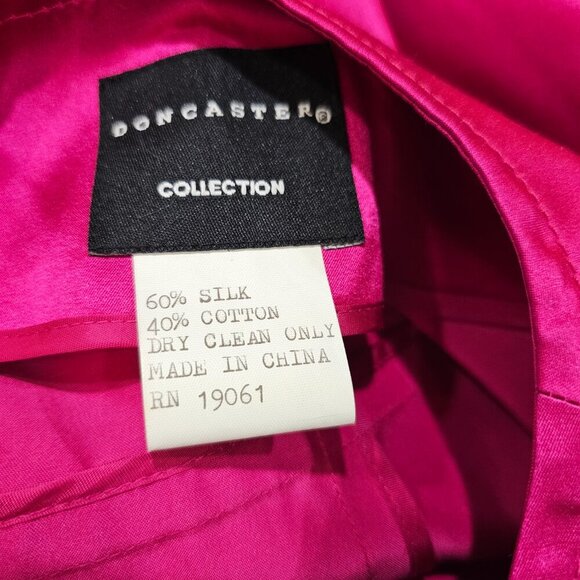 DONCASTER®
COLLECTION
60% SILK
40% COTTON
DRY CLEAN ONLY
MADE IN CHINA
RN 19061